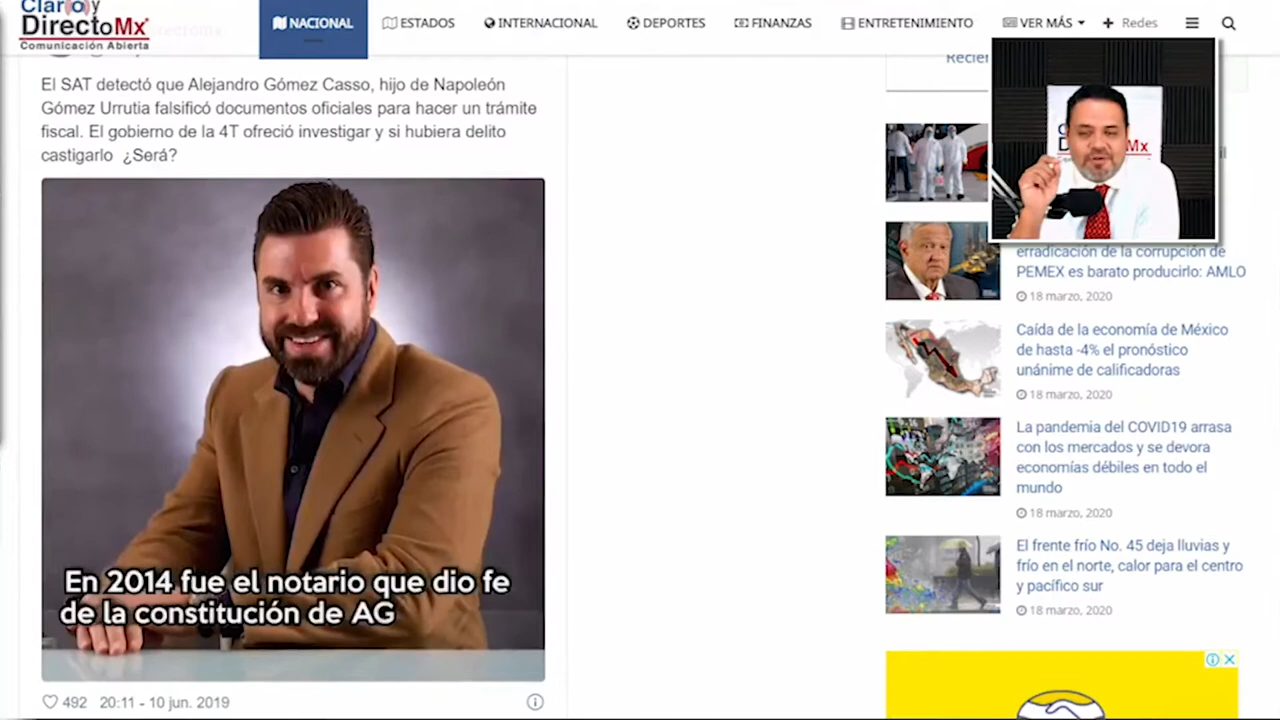 Claro y
DirectoMx
Comunicación Abierta
NACIONAL
ESTADOS
INTERNACIONAL
DEPORTES
FINANZAS
ENTRETENIMIENTO
VER MÁS
Redes
El SAT detectó que Alejandro Gómez Casso, hijo de Napoleón
Gómez Urrutia falsificó documentos oficiales para hacer un trámite
fiscal. El gobierno de la 4T ofreció investigar y si hubiera delito
castigarlo ¿Será?
En 2014 fue el notario que dio fe
de la constitución de AG
492 20:11 - 10 jun. 2019
Mx
erradicación de la corrupción de
PEMEX es barato producirlo: AMLO
18 marzo, 2020
Caída de la economía de México
de hasta -4% el pronóstico
unánime de calificadoras
18 marzo, 2020
La pandemia del COVID19 arrasa
con los mercados y se devora
economías débiles en todo el
mundo
18 marzo, 2020
El frente frío No. 45 deja lluvias y
frío en el norte, calor para el centro
y pacífico sur
18 marzo, 2020